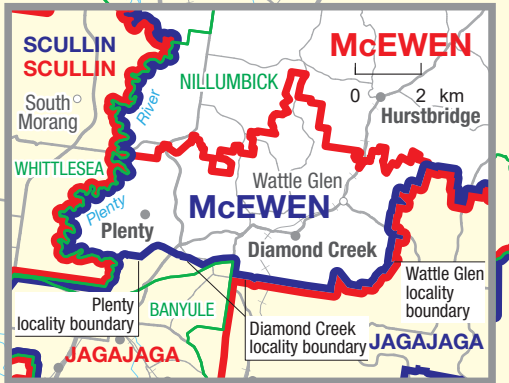 SCULLIN
SCULLIN
McEWEN
NILLUMBICK
0 2 km
South
Morang
River
Hurstbridge
WHITTLESEA
Wattle Glen
McEWEN
Plenty
Plenty
Diamond Creek
Wattle Glen
locality
boundary
Plenty
locality boundary
BANYULE
Diamond Creek
locality boundary
JAGAJAGA
JAGAJAGA